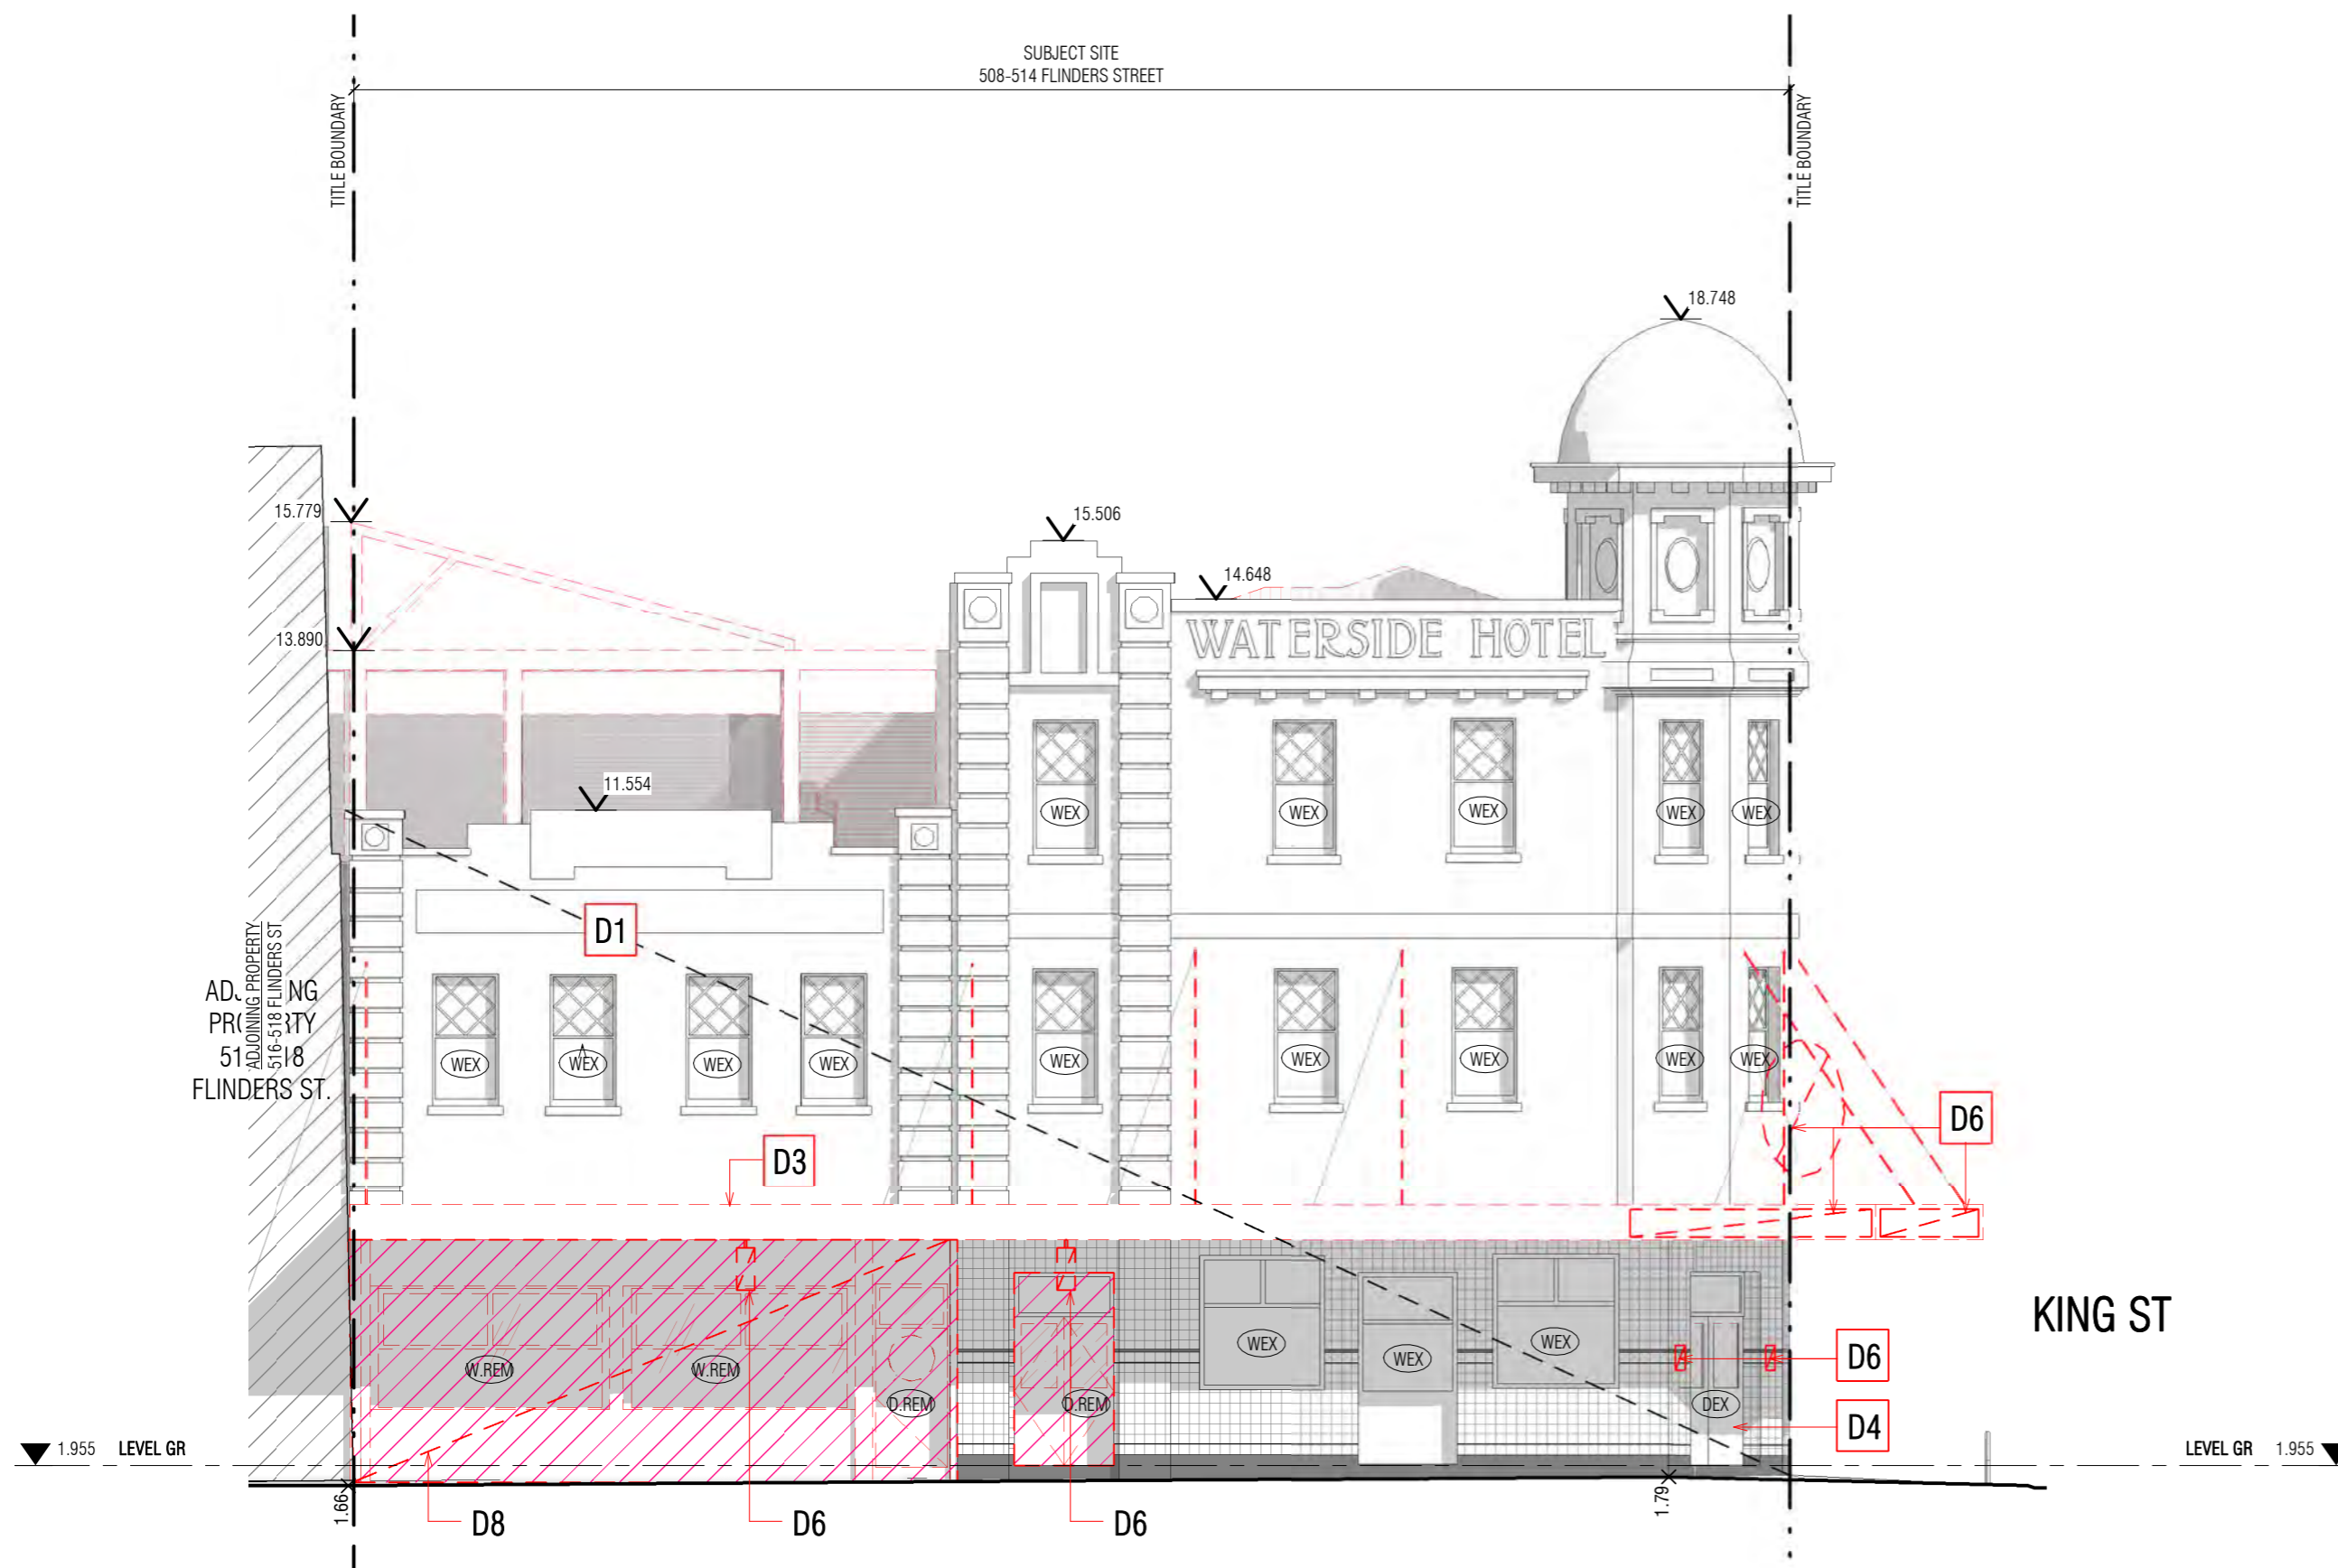 SUBJECT SITE
508-514 FLINDERS STREET
TITLE BOUNDARY
TITLE BOUNDARY
18.748
15.779
15.506
14.648
13.890
WATERSIDE HOTEL
11.554
WEX
WEX
WEX
WEX
WEX
D1
ADJOINING PROPERTY
516-518 FLINDERS ST
FLINDERS ST.
WEX
WEX
WEX
WEX
WEX
WEX
WEX
WEX
WEX
D6
D3
KING ST
WEX
WEX
WEX
D6
W.REM
W.REM
D.REM
D.REM
DEX
D4
1.955 LEVEL GR
LEVEL GR 1.955
1.66
1.79
D8
D6
D6